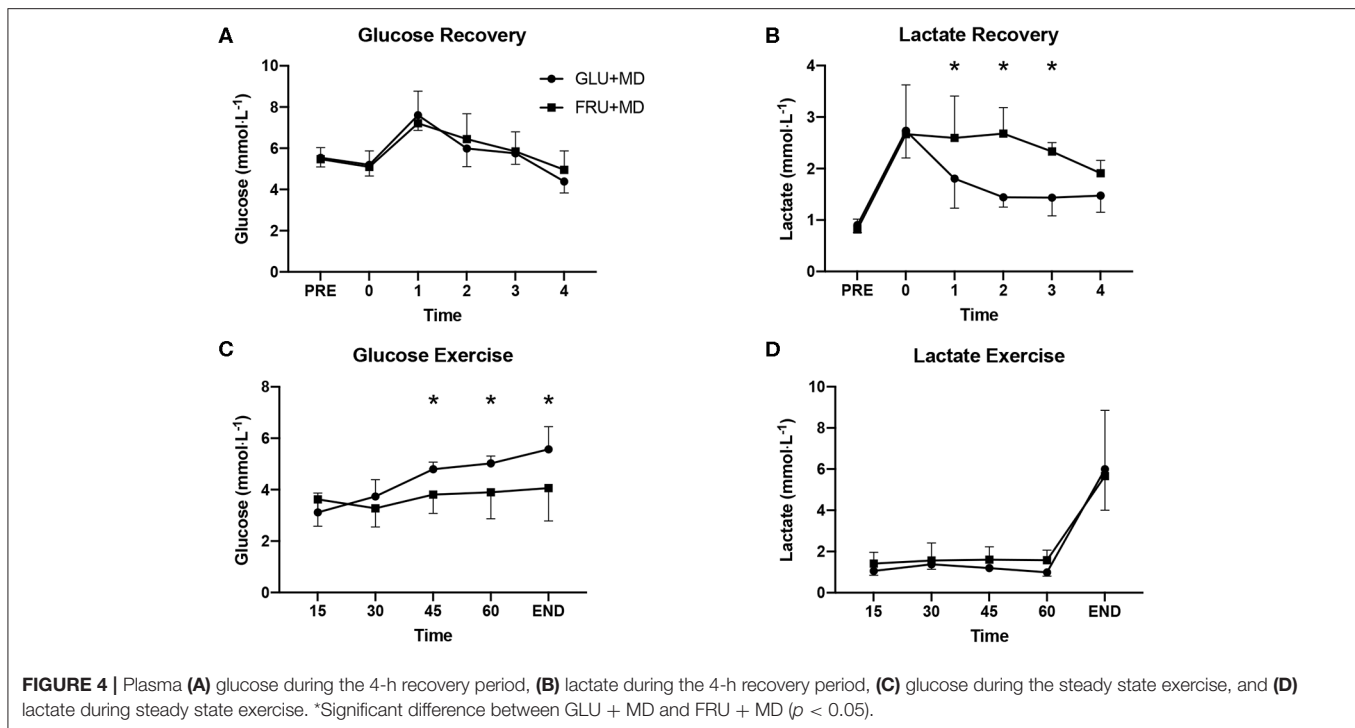 A
Glucose Recovery
Glucose (mmol·L⁻¹)
10
8
6
4
2
0
PRE 0 1 2 3 4
Time
GLU+MD
FRU+MD
B
Lactate Recovery
Lactate (mmol·L⁻¹)
4
3
2
1
0
* * *
PRE 0 1 2 3 4
Time
C
Glucose Exercise
Glucose (mmol·L⁻¹)
8
6
4
2
0
* * *
15 30 45 60 END
Time
D
Lactate Exercise
Lactate (mmol·L⁻¹)
10
8
6
4
2
0
15 30 45 60 END
Time
FIGURE 4 | Plasma (A) glucose during the 4-h recovery period, (B) lactate during the 4-h recovery period, (C) glucose during the steady state exercise, and (D)
lactate during steady state exercise. *Significant difference between GLU + MD and FRU + MD (p < 0.05).